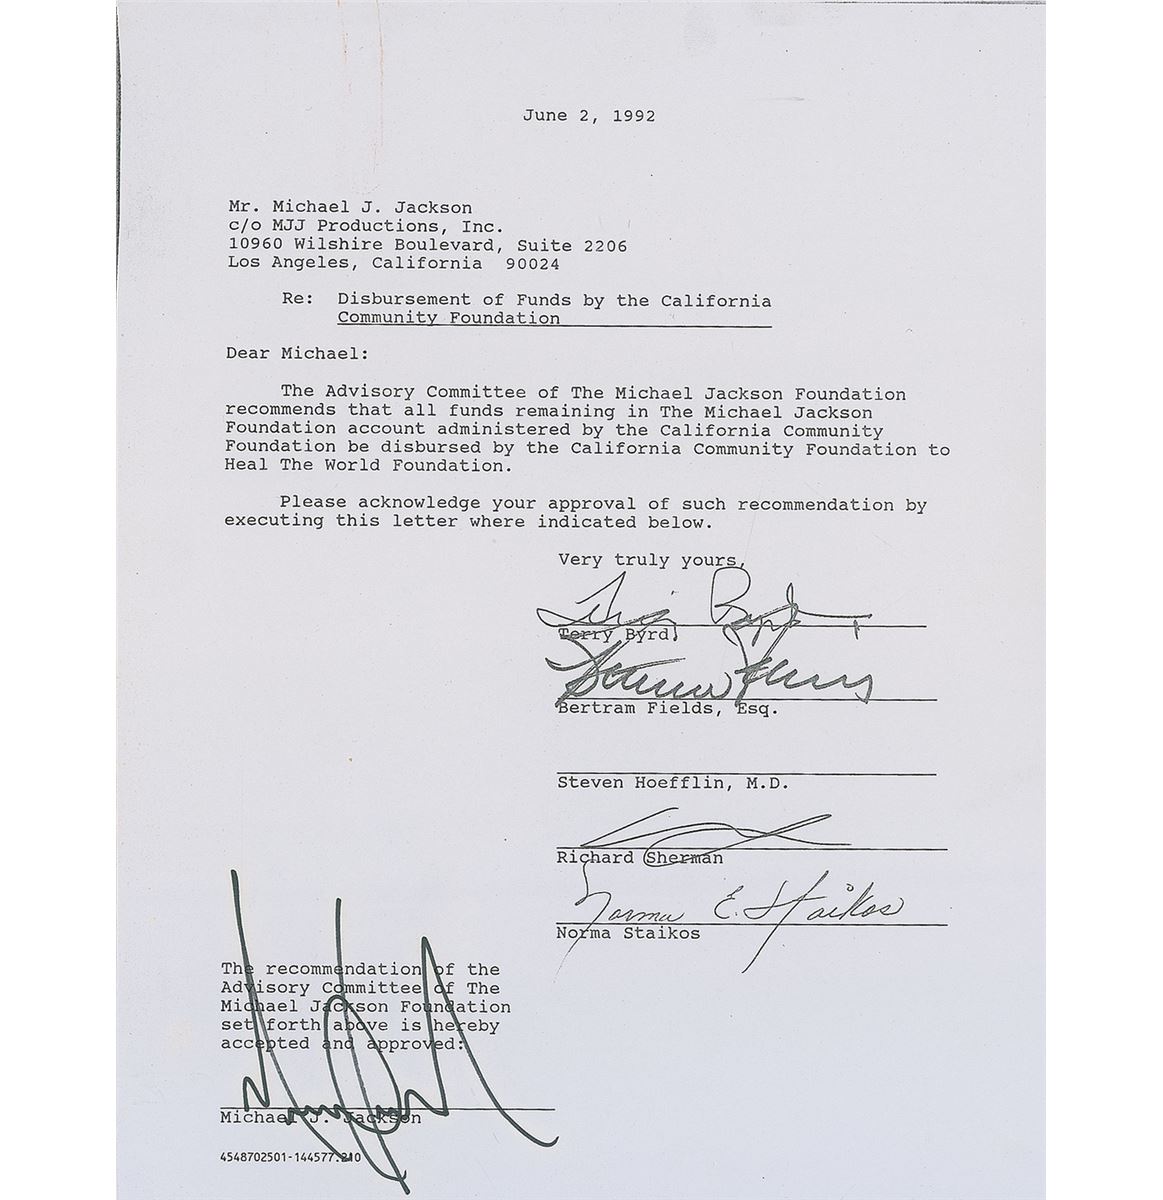 June 2, 1992
Mr. Michael J. Jackson
c/o MJJ Productions, Inc.
10960 Wilshire Boulevard, Suite 2206
Los Angeles, California  90024
Re:  Disbursement of Funds by the California
Community Foundation
Dear Michael:
The Advisory Committee of The Michael Jackson Foundation
recommends that all funds remaining in The Michael Jackson
Foundation account administered by the California Community
Foundation be disbursed by the California Community Foundation to
Heal The World Foundation.
Please acknowledge your approval of such recommendation by
executing this letter where indicated below.
Very truly yours,
Terry Byrd
Bertram Fields, Esq.
Steven Hoefflin, M.D.
Richard Sherman
Norma E. Staikos
Norma Staikos
The recommendation of the
Advisory Committee of The
Michael Jackson Foundation
set forth above is hereby
accepted and approved:
Michael J. Jackson
4548702501-144577.210